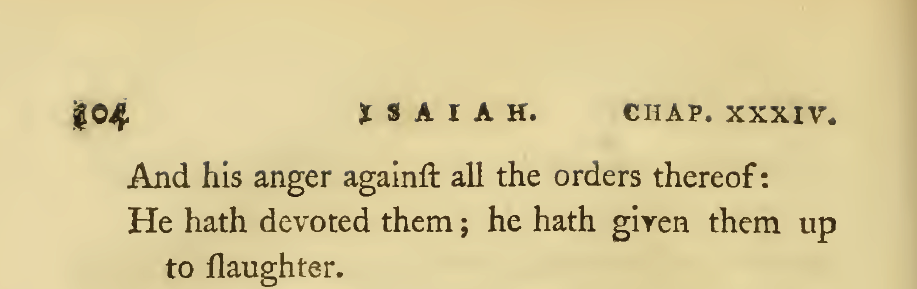 104 ISAIAH. CHAP. XXXIV.
And his anger againſt all the orders thereof:
He hath devoted them; he hath given them up
to ſlaughter.